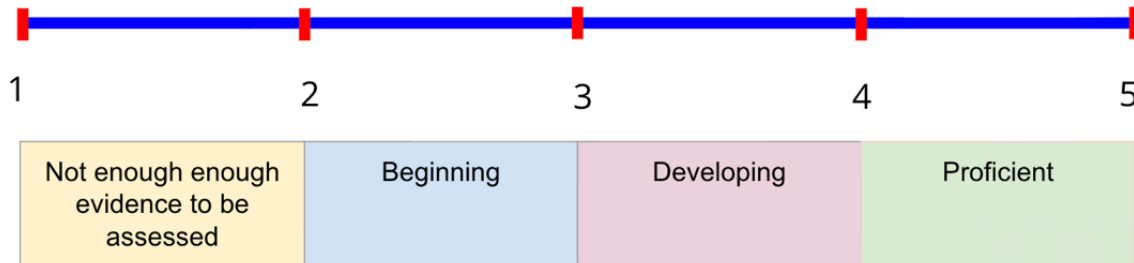 1 2 3 4 5
Not enough enough
evidence to be
assessed
Beginning
Developing
Proficient